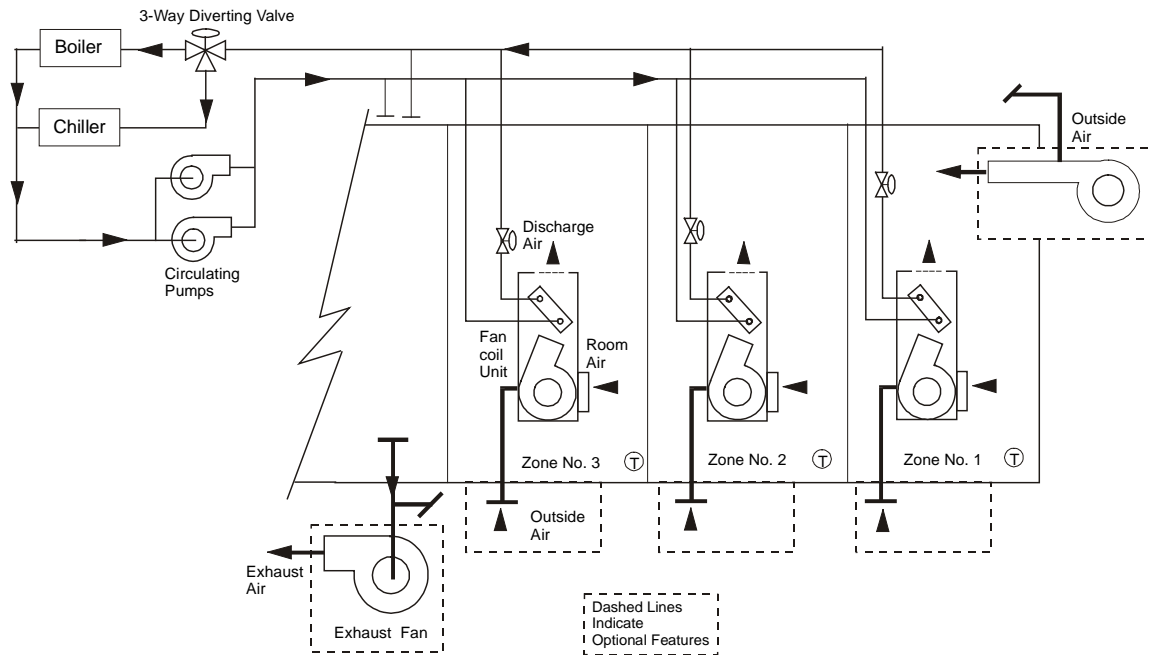 3-Way Diverting Valve
Boiler
Chiller
Circulating
Pumps
Outside
Air
Discharge
Air
Fan
coil
Unit
Room
Air
Zone No. 3
T
Zone No. 2
T
Zone No. 1
T
Outside
Air
Exhaust
Air
Exhaust Fan
Dashed Lines
Indicate
Optional Features